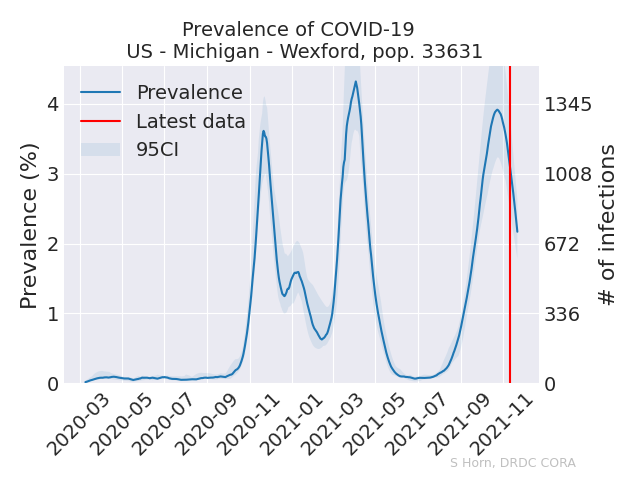 Prevalence of COVID-19
US - Michigan - Wexford, pop. 33631
Prevalence
Latest data
95CI
Prevalence (%)
4
3
2
1
0
1345
1008
672
336
0
# of infections
2020-03
2020-05
2020-07
2020-09
2020-11
2021-01
2021-03
2021-05
2021-07
2021-09
2021-11
S Horn, DRDC CORA